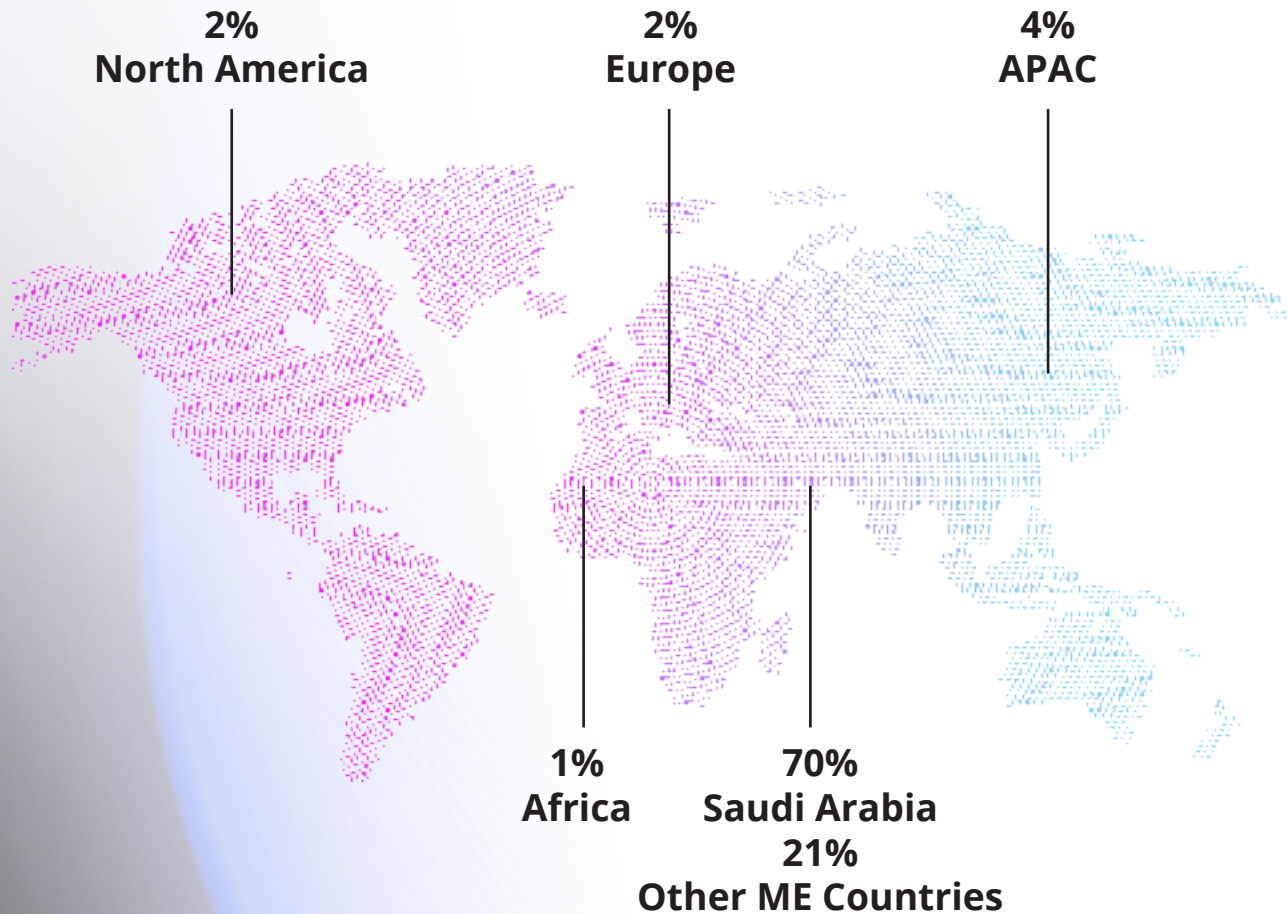 2%
North America
2%
Europe
4%
APAC
1%
Africa
70%
Saudi Arabia
21%
Other ME Countries